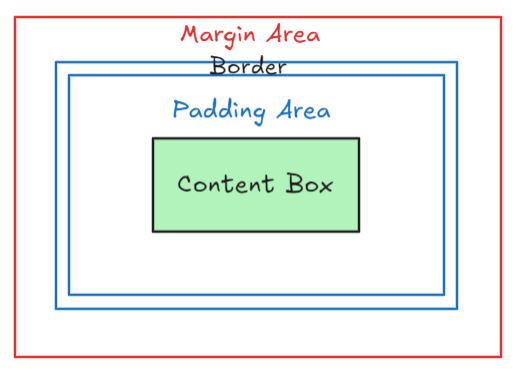 Margin Area
Border
Padding Area
Content Box